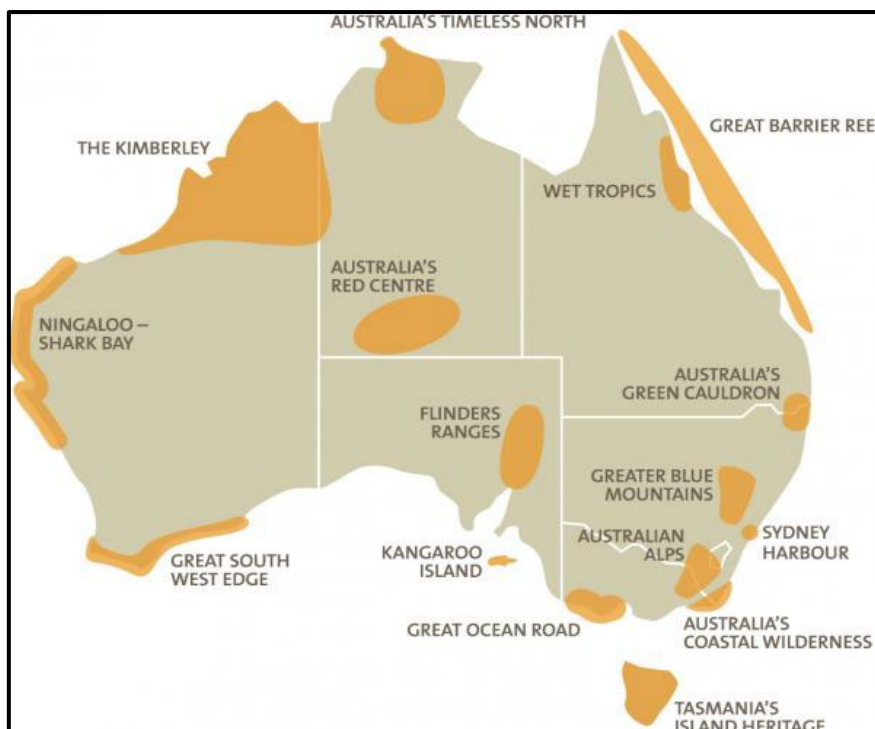 AUSTRALIA'S TIMELESS NORTH
THE KIMBERLEY
GREAT BARRIER REE
WET TROPICS
AUSTRALIA'S
RED CENTRE
NINGALOO –
SHARK BAY
AUSTRALIA'S
GREEN CAULDRON
FLINDERS
RANGES
GREATER BLUE
MOUNTAINS
SYDNEY
HARBOUR
AUSTRALIAN
ALPS
KANGAROO
ISLAND
GREAT SOUTH
WEST EDGE
GREAT OCEAN ROAD
AUSTRALIA'S
COASTAL WILDERNESS
TASMANIA'S
ISLAND HERITAGE